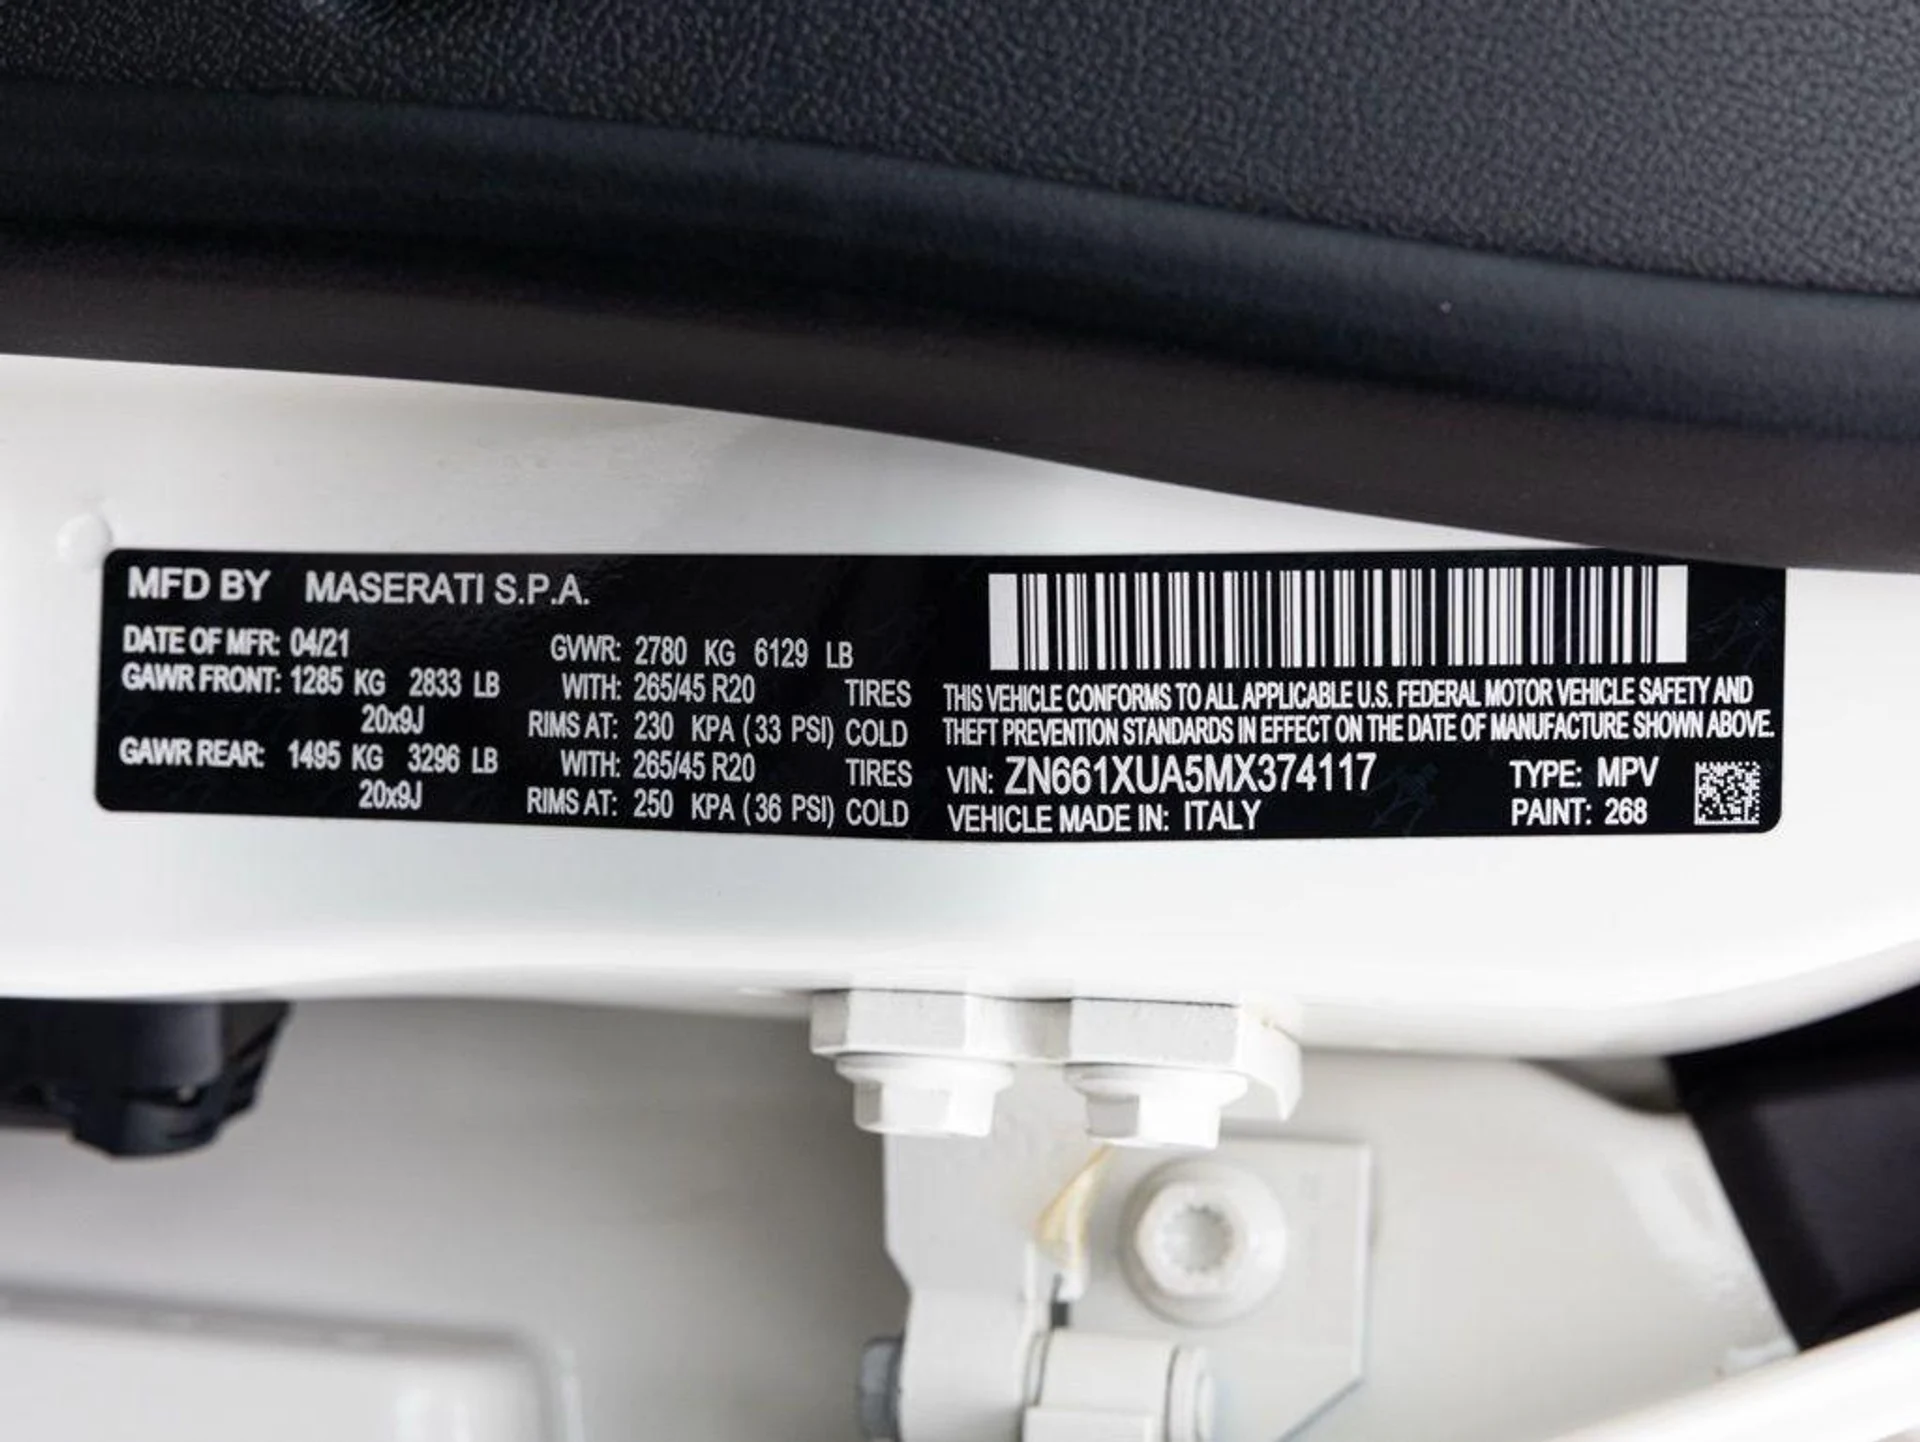 MFD BY MASERATI S.P.A.
DATE OF MFR: 04/21 GVWR: 2780 KG 6129 LB
GAWR FRONT: 1285 KG 2833 LB WITH: 265/45 R20 TIRES
20x9J RIMS AT: 230 KPA ( 33 PSI) COLD
GAWR REAR: 1495 KG 3296 LB WITH: 265/45 R20 TIRES
20x9J RIMS AT: 250 KPA ( 36 PSI) COLD
THIS VEHICLE CONFORMS TO ALL APPLICABLE U.S. FEDERAL MOTOR VEHICLE SAFETY AND
THEFT PREVENTION STANDARDS IN EFFECT ON THE DATE OF MANUFACTURE SHOWN ABOVE.
VIN: ZN661XUA5MX374117 TYPE: MPV
VEHICLE MADE IN: ITALY PAINT: 268